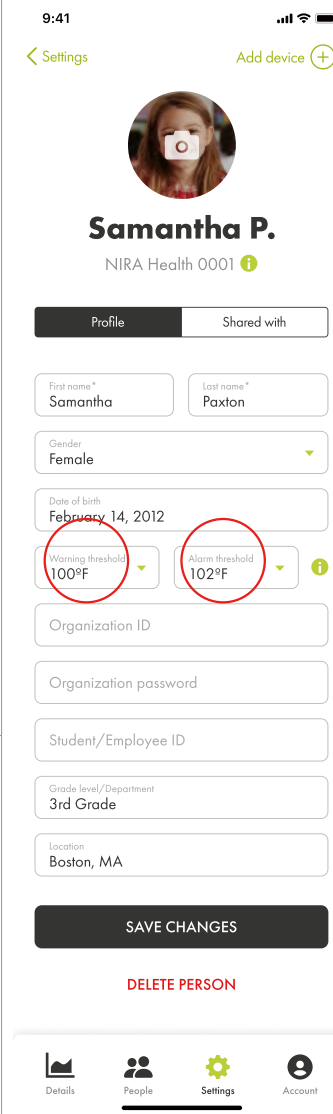 9:41
Settings Add device
Samantha P.
NIRA Health 0001
Profile Shared with
First name* Last name*
Samantha Paxton
Gender
Female
Date of birth
February 14, 2012
Warning threshold Alarm threshold
100ºF 102ºF
Organization ID
Organization password
Student/Employee ID
Grade level/Department
3rd Grade
Location
Boston, MA
SAVE CHANGES
DELETE PERSON
Details People Settings Account